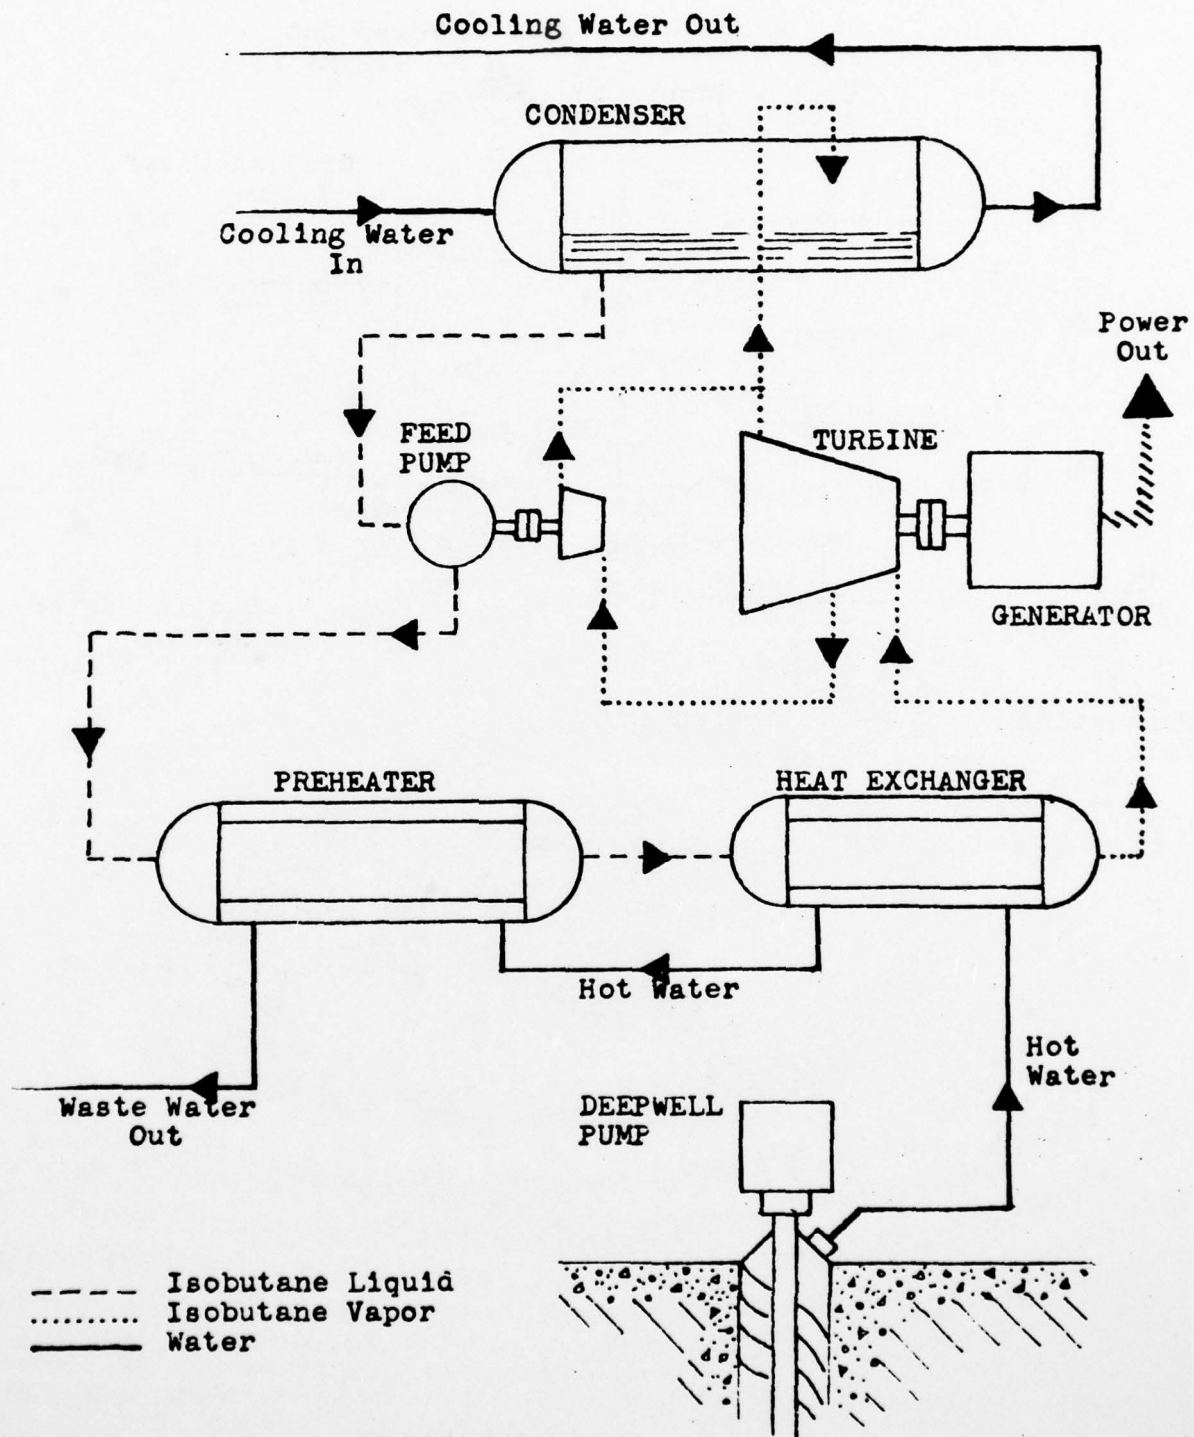 Cooling Water Out
CONDENSER
Cooling Water
In
Power
Out
FEED
PUMP
TURBINE
GENERATOR
PREHEATER
HEAT EXCHANGER
Hot Water
Hot
Water
Waste Water
Out
DEEPWELL
PUMP
Isobutane Liquid
Isobutane Vapor
Water